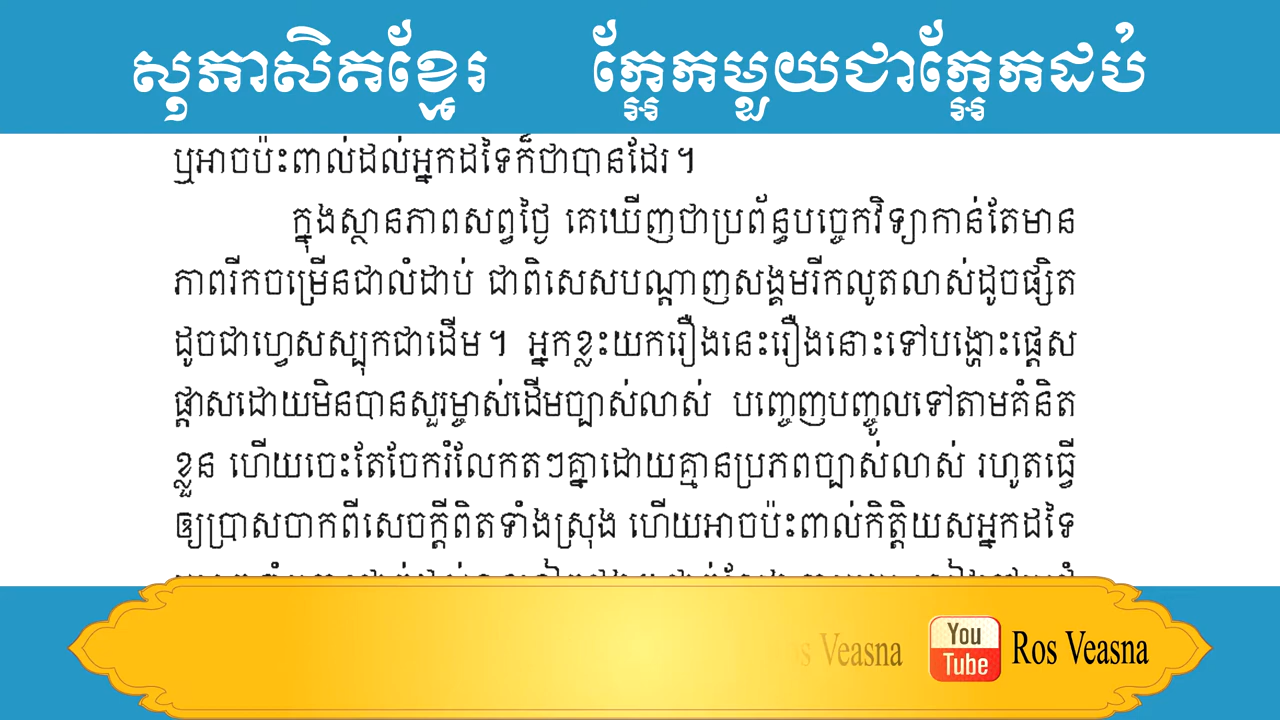 សុភាសិតខ្មែរ ក្អែកមួយជាក្អែកដប់
ឬអាចប៉ះពាល់ដល់អ្នកដទៃក៏ថាបានដែរ។
ក្នុងស្ថានភាពសព្វថ្ងៃ គេឃើញថាប្រព័ន្ធបច្ចេកវិទ្យាកាន់តែមាន
ភាពរីកចម្រើនជាលំដាប់ ជាពិសេសបណ្ដាញសង្គមរីកលូតលាស់ដូចផ្សិត
ដូចជាហ្វេសស្បុកជាដើម។ អ្នកខ្លះយករឿងនេះរឿងនោះទៅបង្ហោះផ្ដេស
ផ្ដាសដោយមិនបានសួរម្ចាស់ដើមច្បាស់លាស់ បញ្ចេញបញ្ចូលទៅតាមគំនិត
ខ្លួន ហើយចេះតែចែករំលែកតៗគ្នាដោយគ្មានប្រភពច្បាស់លាស់ រហូតធ្វើ
ឲ្យប្រាសចាកពីសេចក្ដីពិតទាំងស្រុង ហើយអាចប៉ះពាល់កិត្តិយសអ្នកដទៃ
Veasna
You Tube Ros Veasna